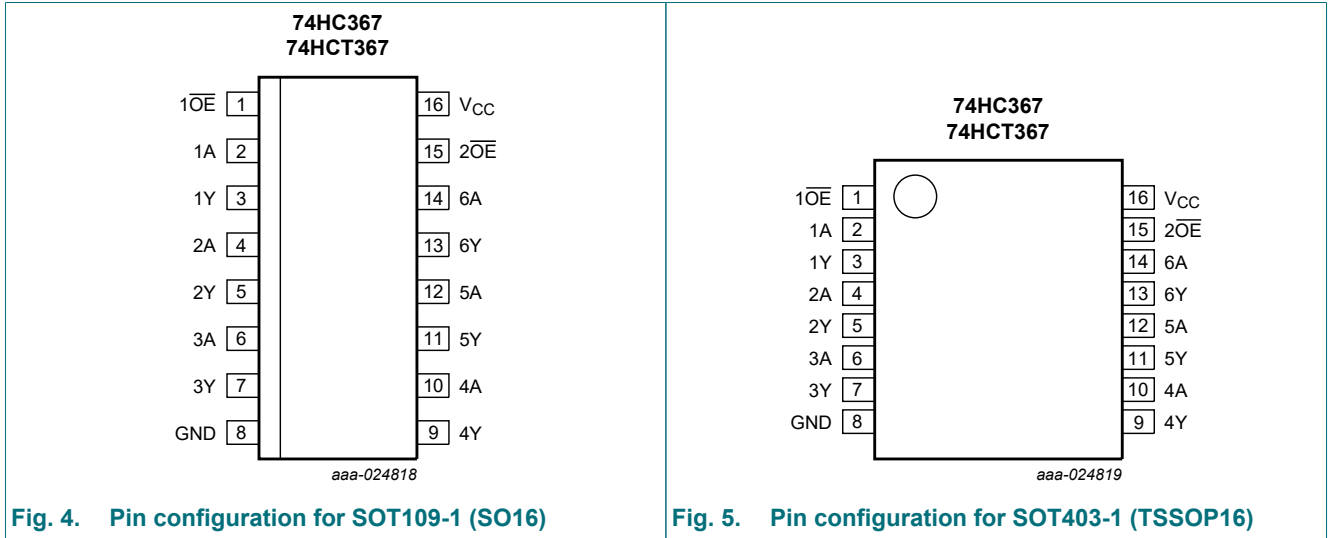 74HC367
74HCT367
1O̅E̅ 1
1A 2
1Y 3
2A 4
2Y 5
3A 6
3Y 7
GND 8
16 VCC
15 2O̅E̅
14 6A
13 6Y
12 5A
11 5Y
10 4A
9 4Y
aaa-024818
Fig. 4. Pin configuration for SOT109-1 (SO16)
74HC367
74HCT367
1O̅E̅ 1
1A 2
1Y 3
2A 4
2Y 5
3A 6
3Y 7
GND 8
16 VCC
15 2O̅E̅
14 6A
13 6Y
12 5A
11 5Y
10 4A
9 4Y
aaa-024819
Fig. 5. Pin configuration for SOT403-1 (TSSOP16)